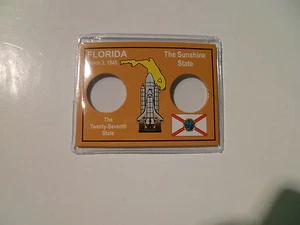 FLORIDA
March 3, 1845
The Sunshine
State
The
Twenty-Seventh
State